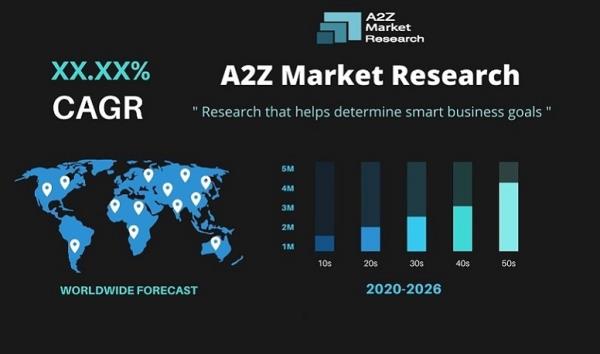 A2Z
Market
Research
XX.XX%
CAGR
A2Z Market Research
" Research that helps determine smart business goals "
5M
4M
3M
2M
1M
10s 20s 30s 40s 50s
WORLDWIDE FORECAST
2020-2026